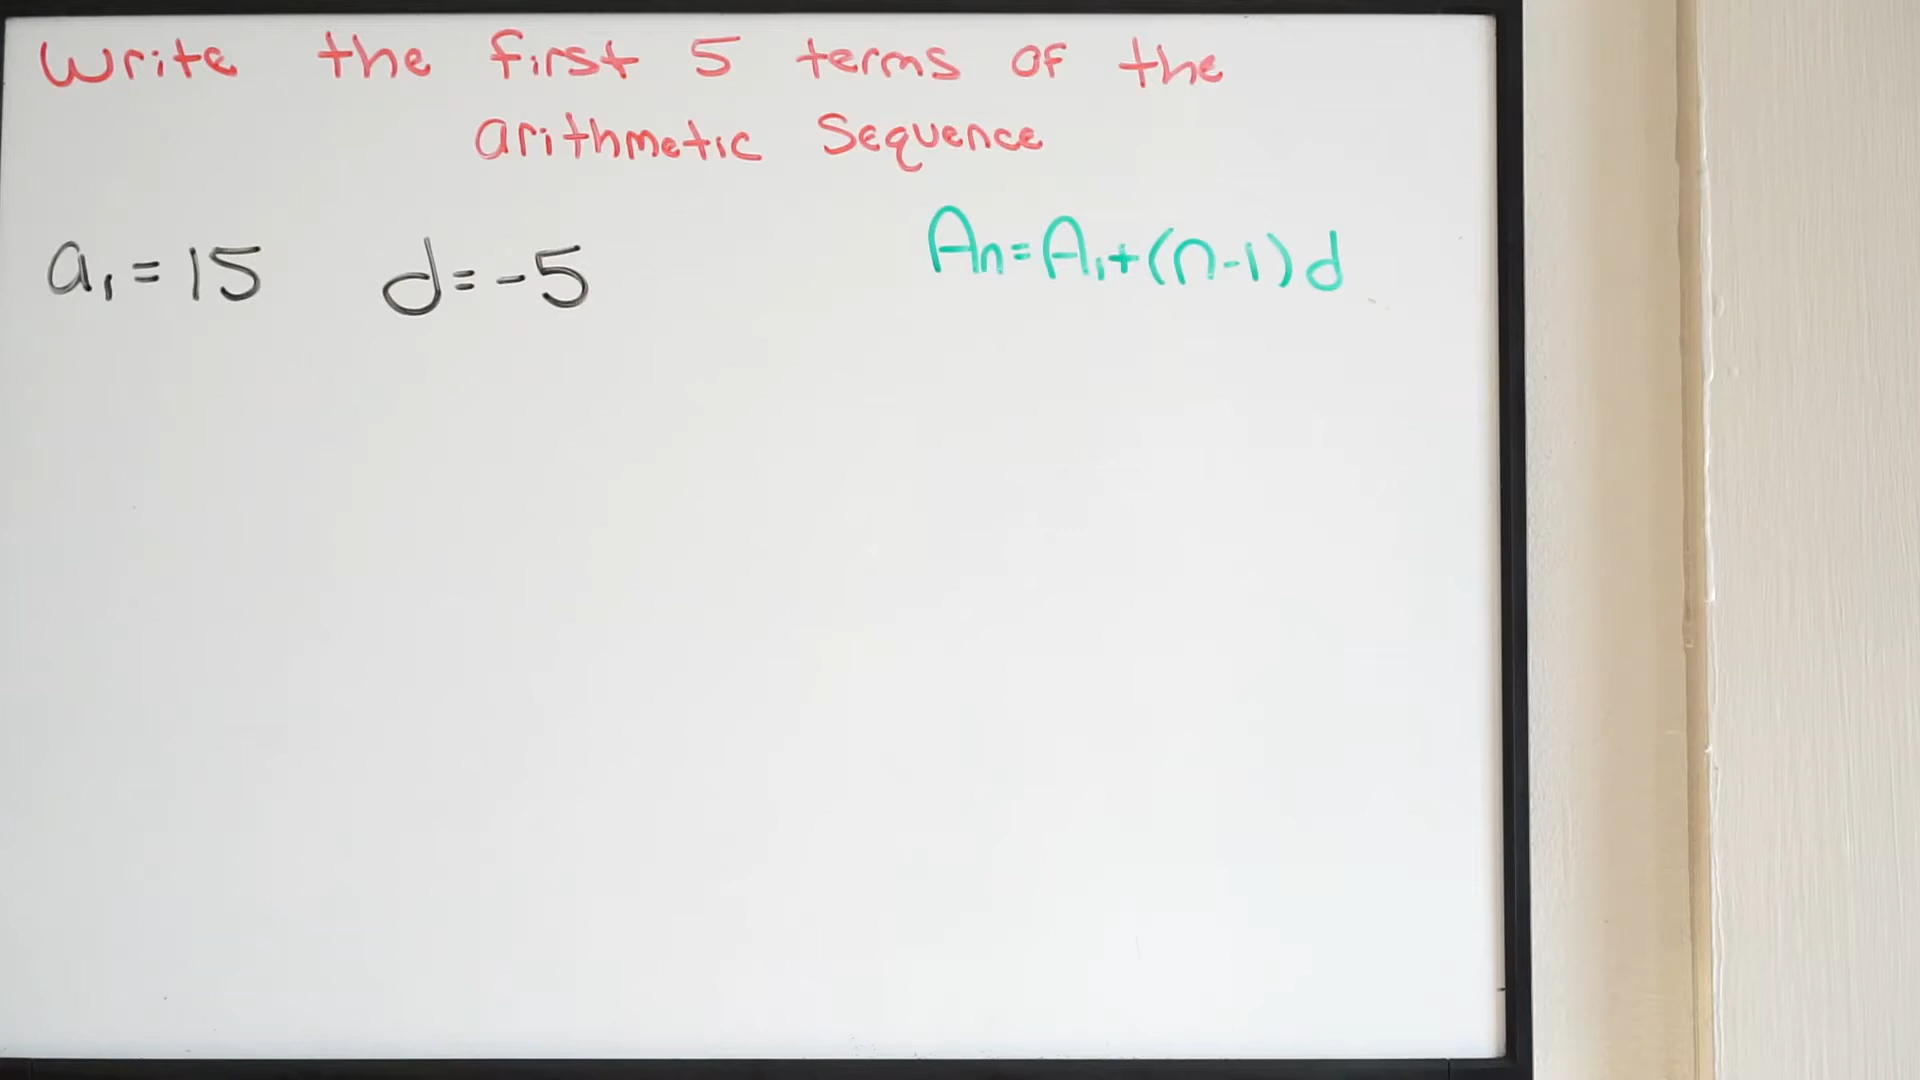 Write the first 5 terms of the
arithmetic Sequence
a₁ = 15 d = -5 An = A₁ + (n-1) d